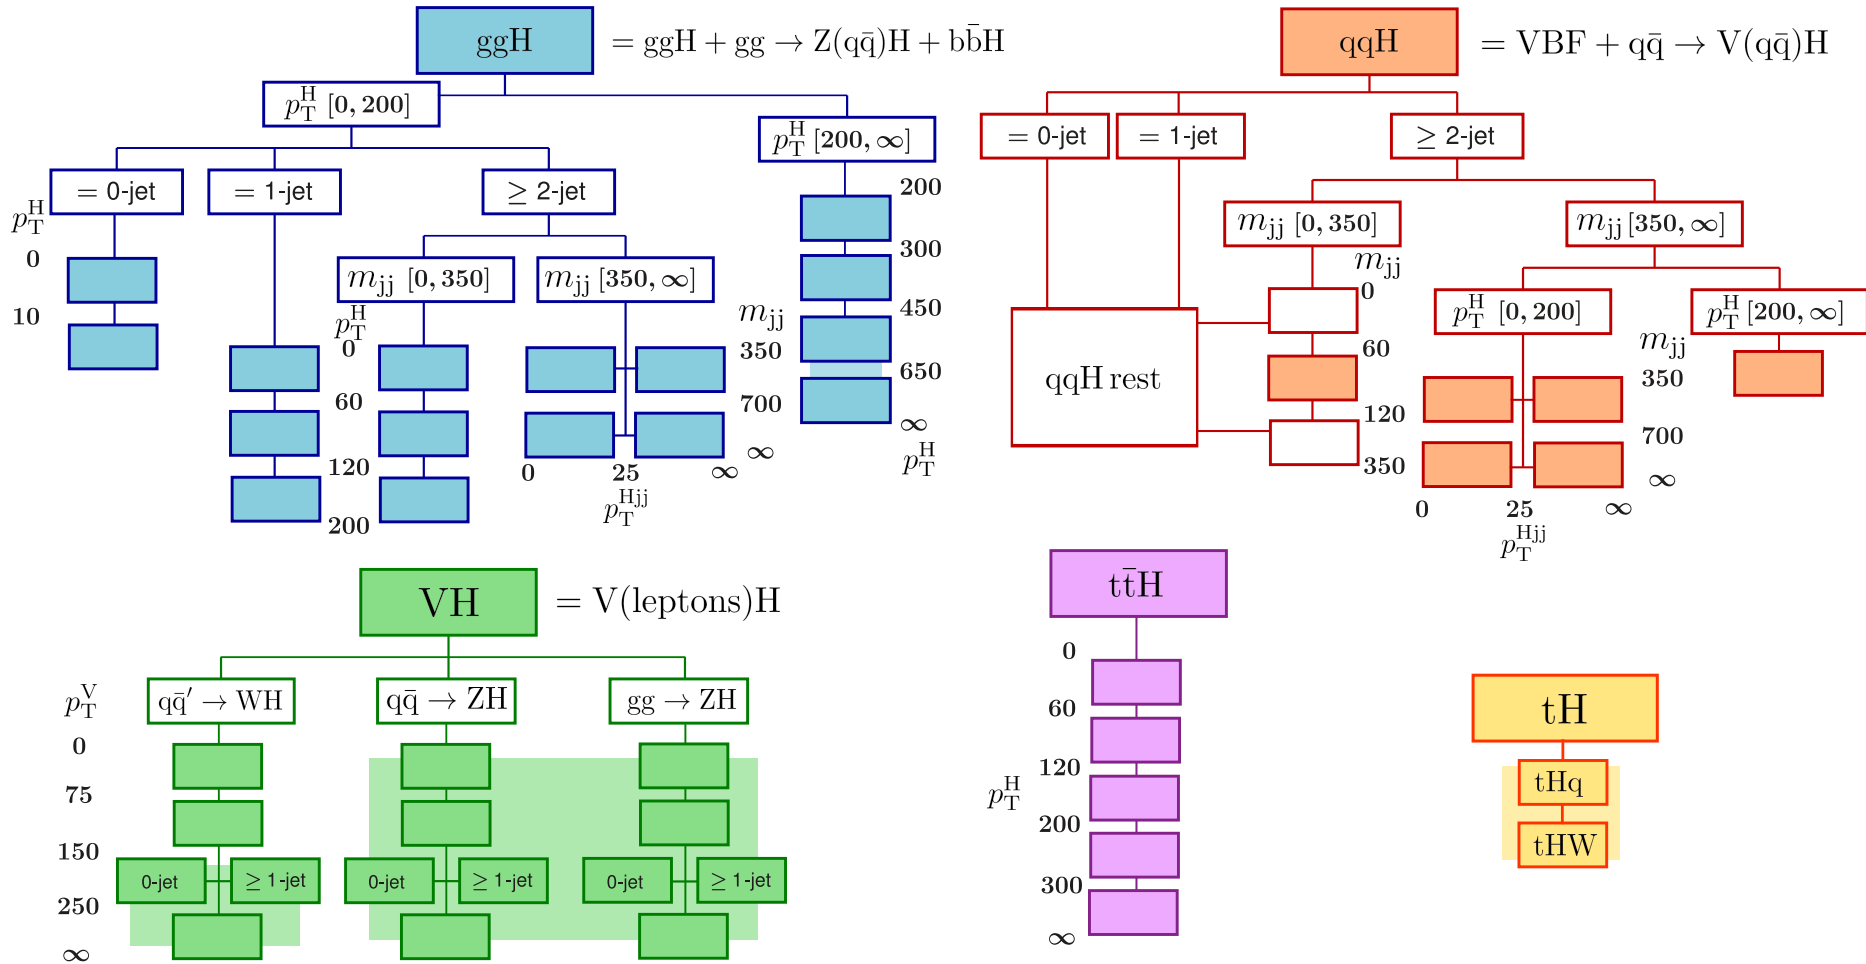 ggH = ggH + gg → Z(qq̄)H + bb̄H
p_T^H [0, 200]
p_T^H [200, ∞]
= 0-jet
= 1-jet
≥ 2-jet
p_T^H
0
10
m_jj [0, 350]
m_jj [350, ∞]
p_T^H
0
60
120
200
m_jj
350
700
∞
0 25 ∞
p_T^Hjj
200
300
450
650
∞
p_T^H
qqH = VBF + qq̄ → V(qq̄)H
= 0-jet
= 1-jet
≥ 2-jet
m_jj [0, 350]
m_jj [350, ∞]
m_jj
0
60
120
350
qqH rest
p_T^H [0, 200]
p_T^H [200, ∞]
m_jj
350
700
∞
0 25 ∞
p_T^Hjj
VH = V(leptons)H
qq̄′ → WH
qq̄ → ZH
gg → ZH
p_T^V
0
75
150
250
∞
0-jet ≥ 1-jet
0-jet ≥ 1-jet
0-jet ≥ 1-jet
tt̄H
0
60
120
p_T^H
200
300
∞
tH
tHq
tHW